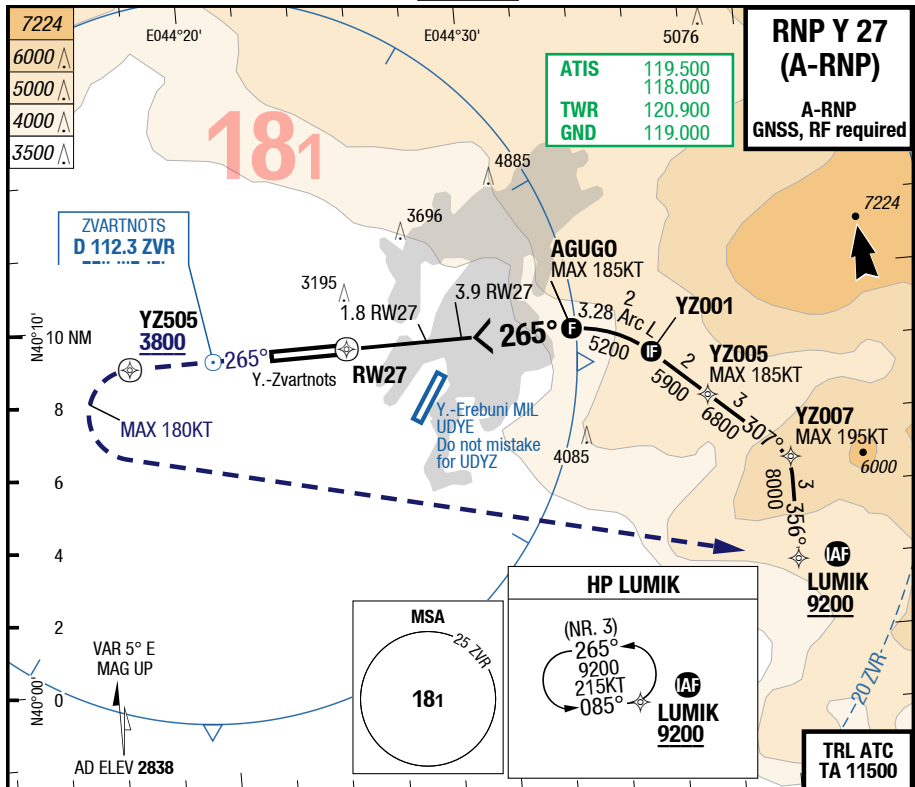 7224
6000
5000
4000
3500
E044°20'
E044°30'
5076
RNP Y 27
(A-RNP)
A-RNP
GNSS, RF required
ATIS 119.500
118.000
TWR 120.900
GND 119.000
181
4885
3696
3195
7224
ZVARTNOTS
D 112.3 ZVR
AGUGO
MAX 185KT
3.9 RW27
1.8 RW27
2
3.28 Arc L
5200
YZ001
N40°10'
10 NM
YZ505
3800
265°
Y.-Zvartnots
RW27
265°
F
IF
2
5900
YZ005
MAX 185KT
3
6800
307°
YZ007
MAX 195KT
6000
8
MAX 180KT
Y.-Erebuni MIL
UDYE
Do not mistake
for UDYZ
4085
3
8000
356°
6
4
IAF
LUMIK
9200
HP LUMIK
(NR. 3)
265°
9200
215KT
085°
IAF
LUMIK
9200
MSA
25 ZVR
181
2
VAR 5° E
MAG UP
N40°00'
0
AD ELEV 2838
20 ZVR
TRL ATC
TA 11500